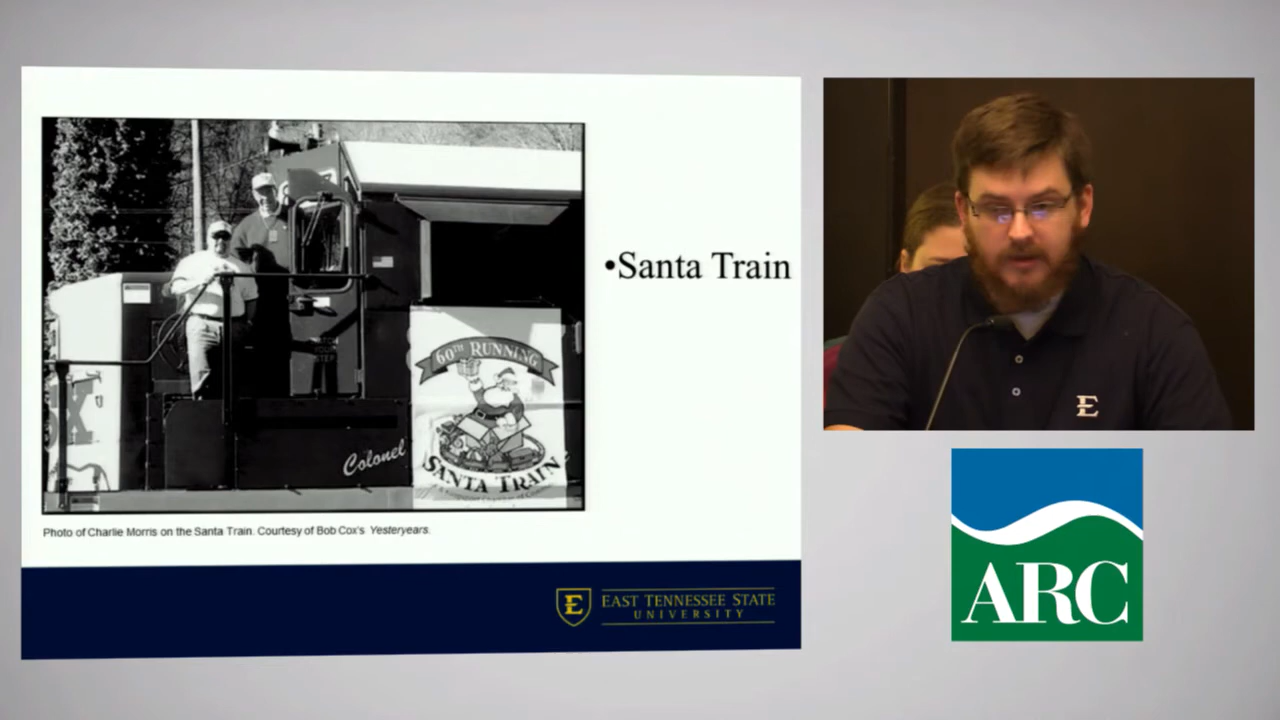 60TH RUNNING
SANTA TRAIN
Colonel
Photo of Charlie Morris on the Santa Train. Courtesy of Bob Cox's Yesteryears.
•Santa Train
E
EAST TENNESSEE STATE
UNIVERSITY
E
ARC